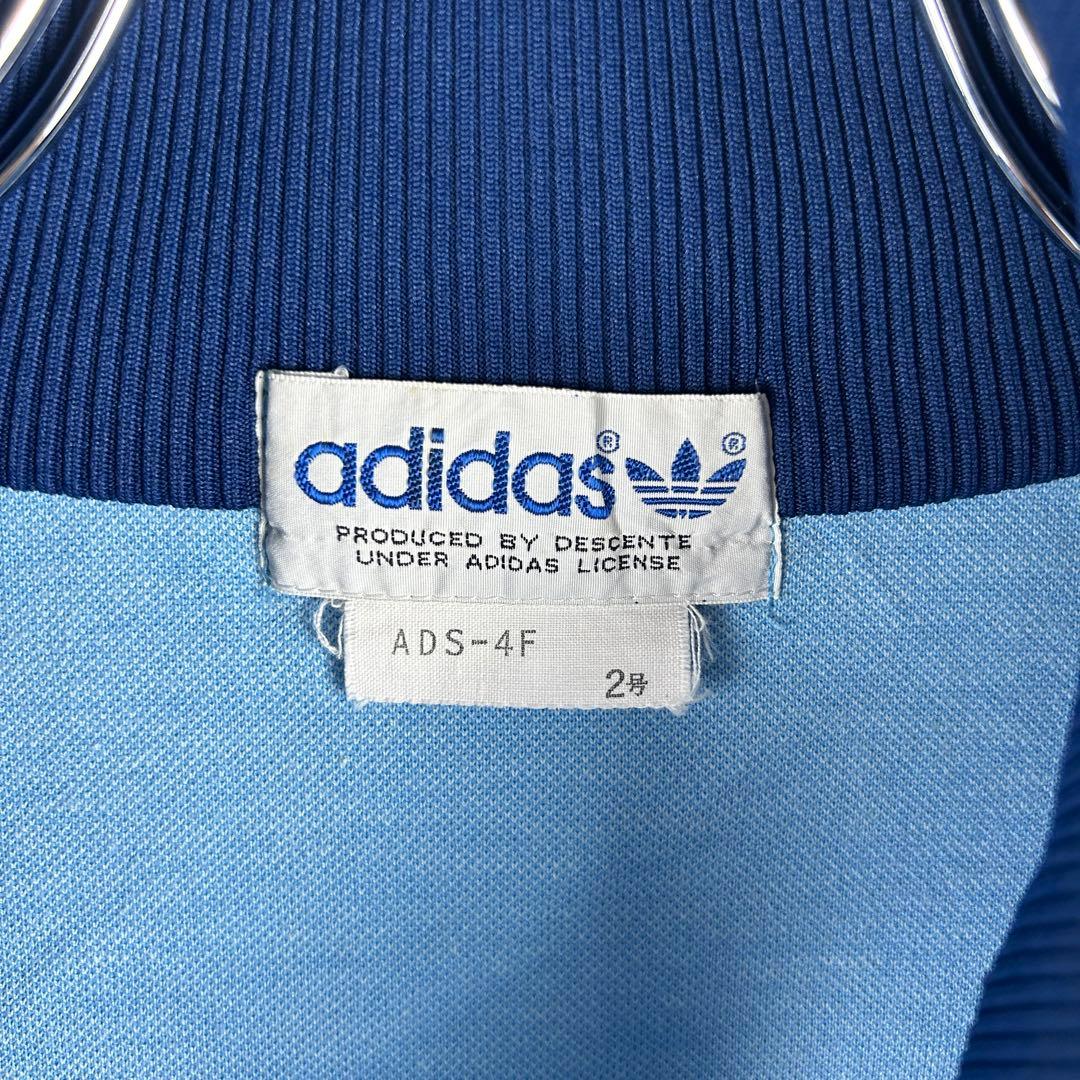 adidas® ®
PRODUCED BY DESCENTE
UNDER ADIDAS LICENSE
ADS-4F
2号